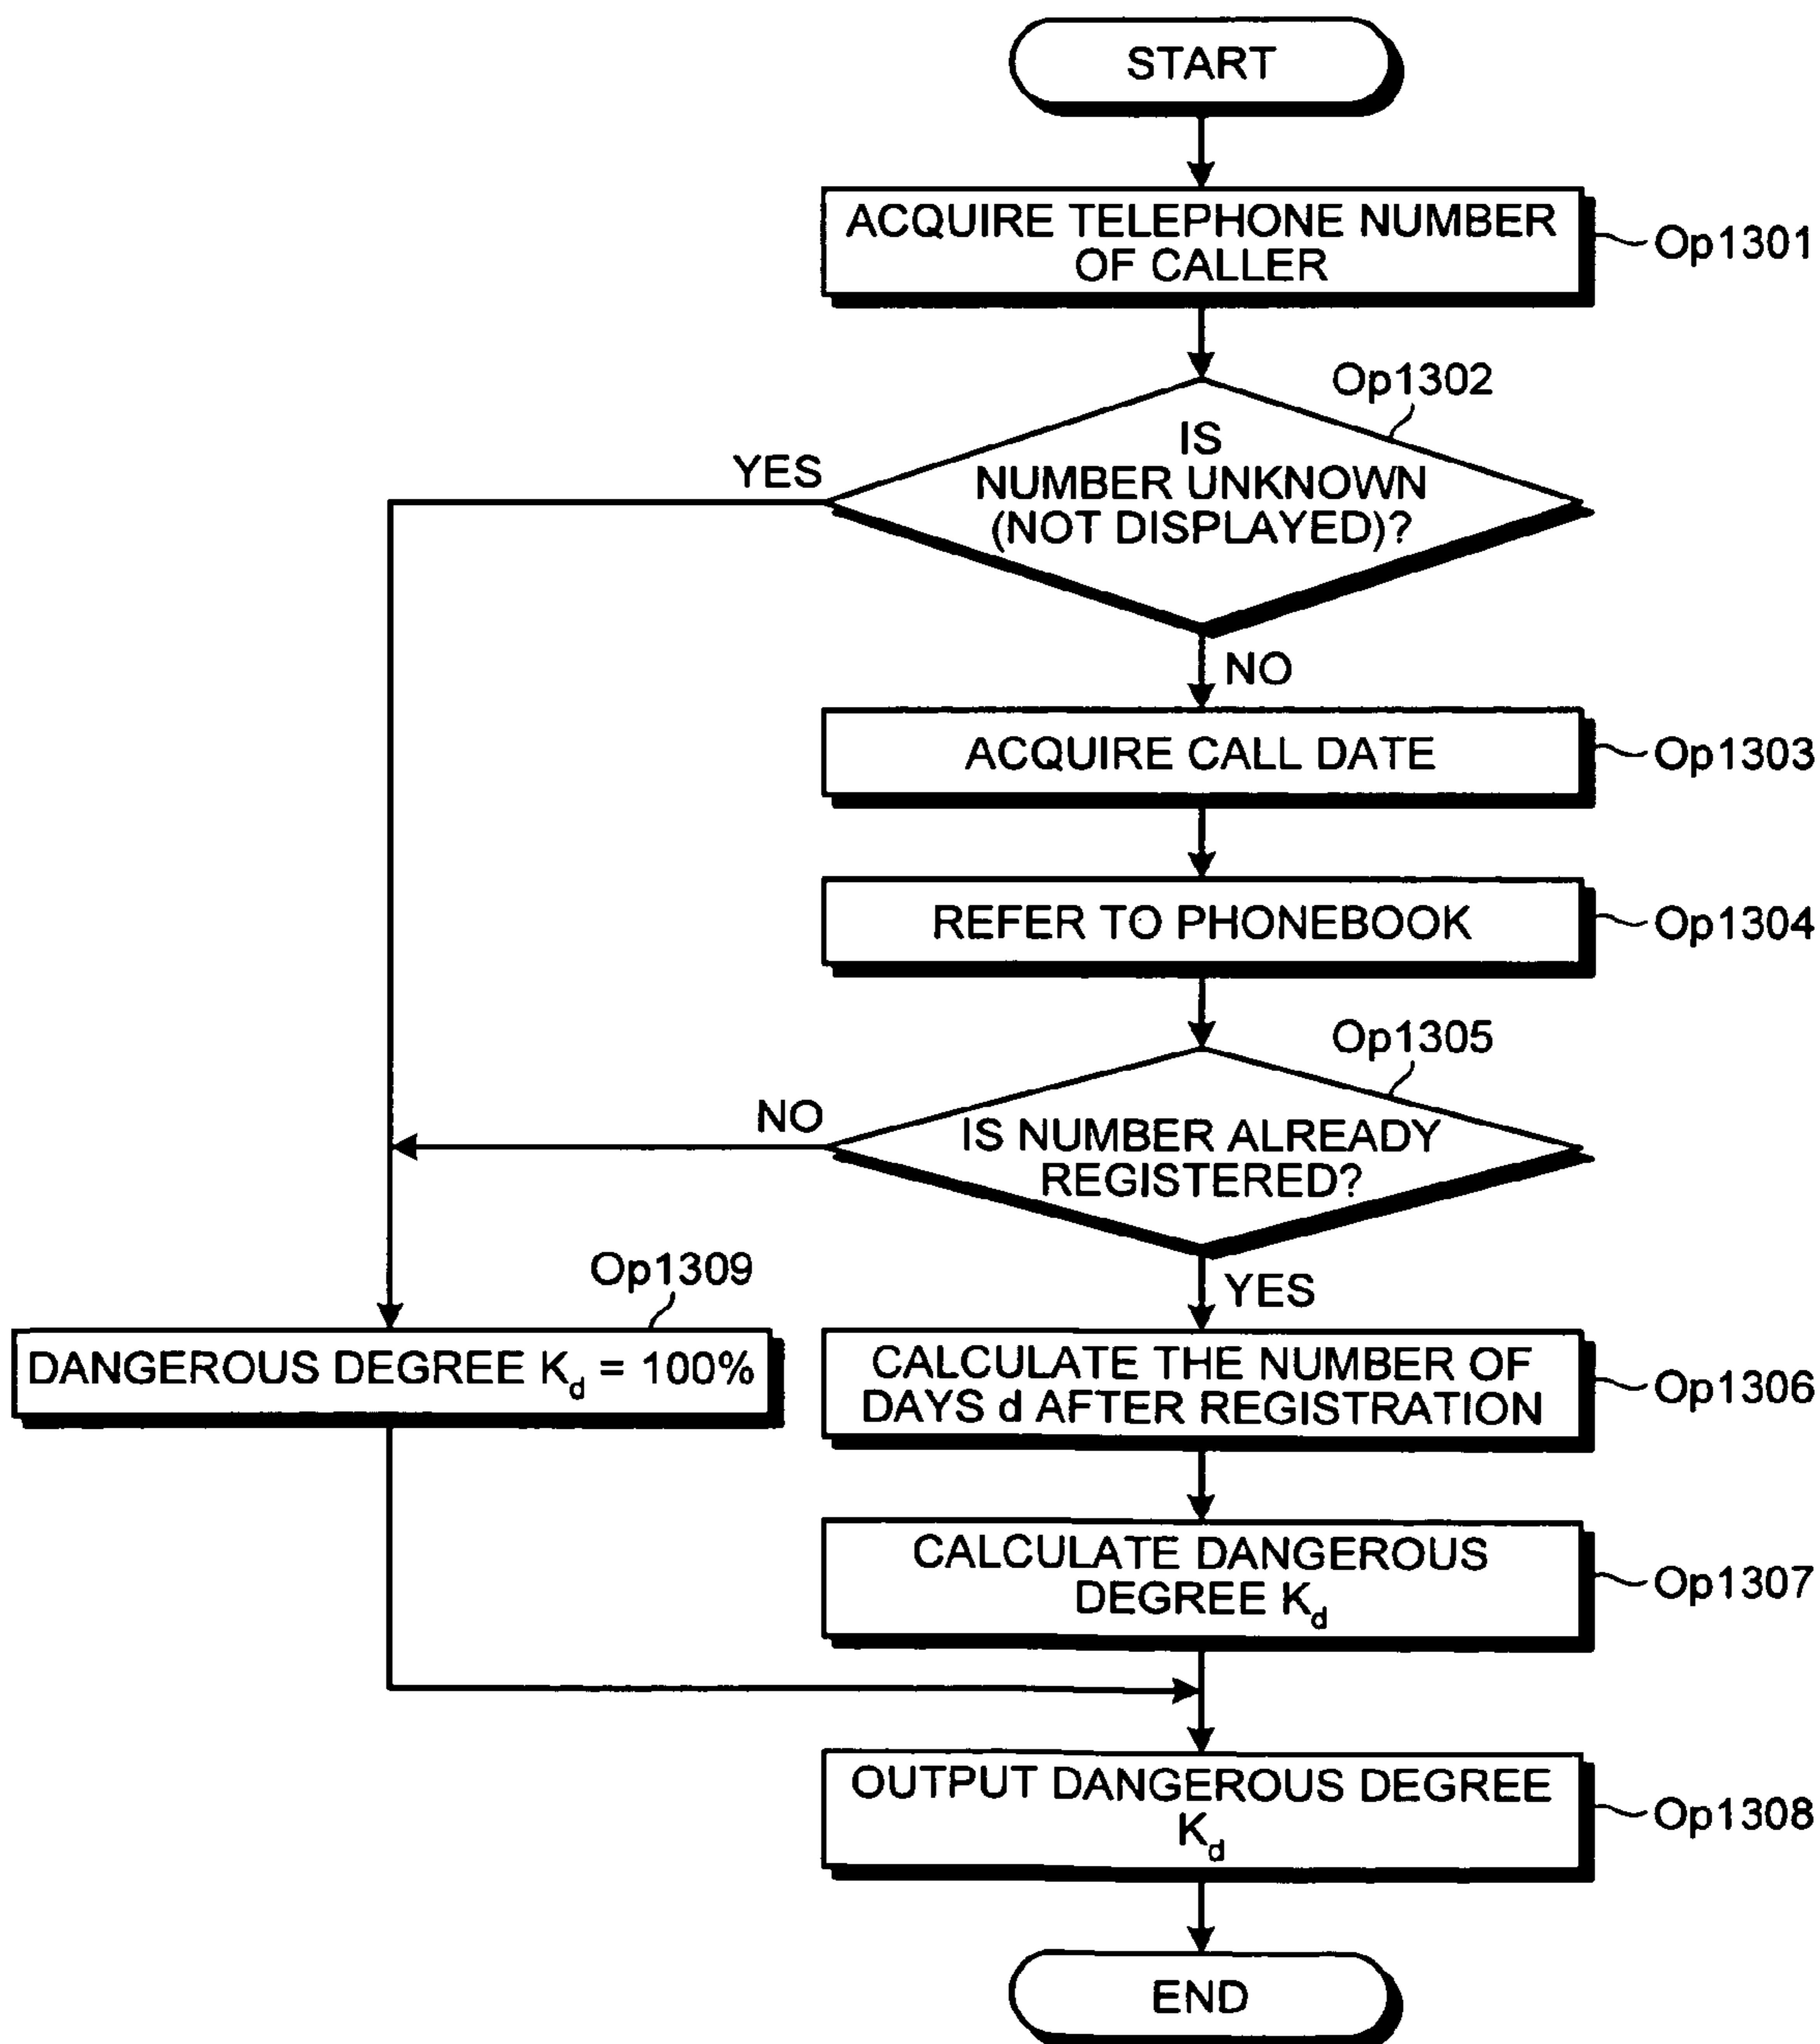 START
ACQUIRE TELEPHONE NUMBER
OF CALLER
Op1301
Op1302
IS
NUMBER UNKNOWN
(NOT DISPLAYED)?
YES
NO
ACQUIRE CALL DATE
Op1303
REFER TO PHONEBOOK
Op1304
Op1305
IS NUMBER ALREADY
REGISTERED?
NO
YES
Op1309
DANGEROUS DEGREE Kd = 100%
CALCULATE THE NUMBER OF
DAYS d AFTER REGISTRATION
Op1306
CALCULATE DANGEROUS
DEGREE Kd
Op1307
OUTPUT DANGEROUS DEGREE
Kd
Op1308
END